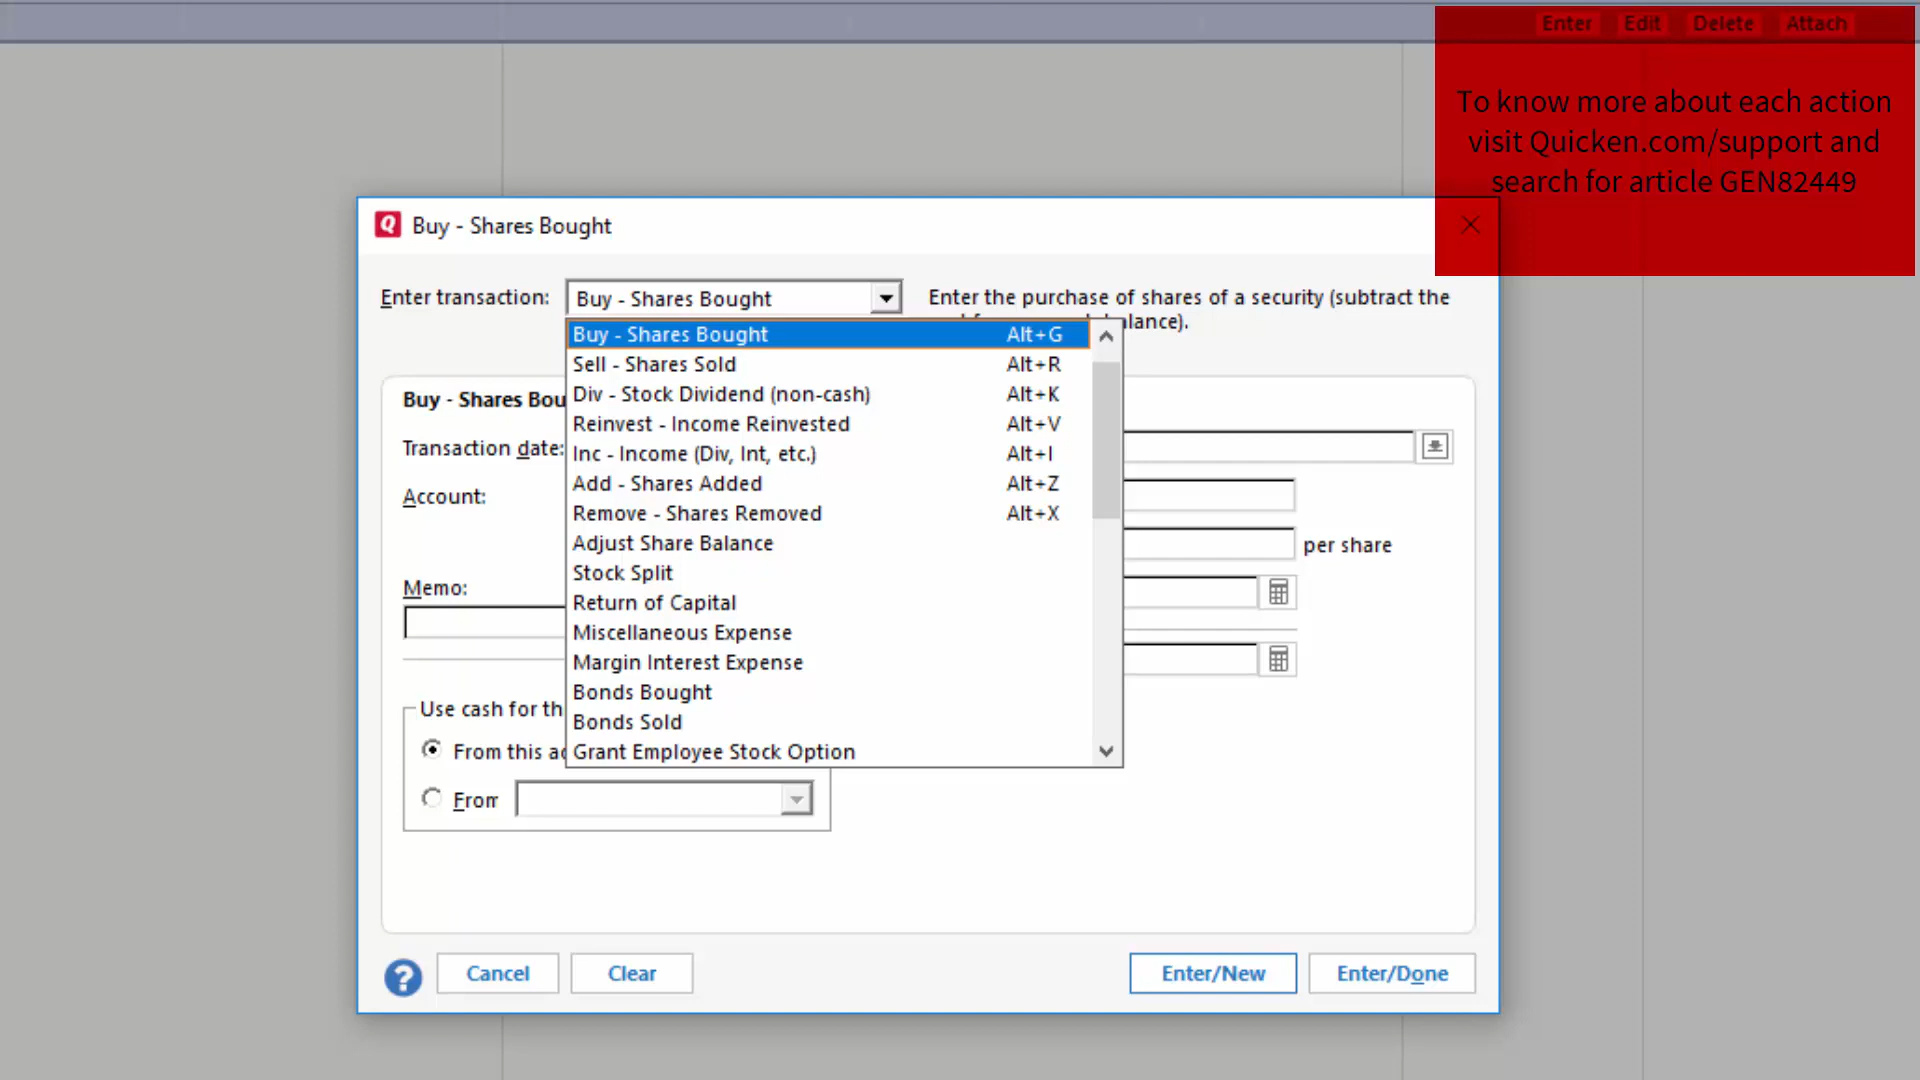 Enter Edit Delete Attach
To know more about each action
visit Quicken.com/support and
search for article GEN82449
Buy - Shares Bought
Enter transaction: Buy - Shares Bought
Enter the purchase of shares of a security (subtract the
alance).
Buy - Shares Bought Alt+G
Sell - Shares Sold Alt+R
Div - Stock Dividend (non-cash) Alt+K
Reinvest - Income Reinvested Alt+V
Inc - Income (Div, Int, etc.) Alt+I
Add - Shares Added Alt+Z
Remove - Shares Removed Alt+X
Adjust Share Balance
Stock Split
Return of Capital
Miscellaneous Expense
Margin Interest Expense
Bonds Bought
Bonds Sold
Grant Employee Stock Option
Buy - Shares Bou
Transaction date:
Account:
per share
Memo:
Use cash for th
From this ac
From
? Cancel Clear Enter/New Enter/Done